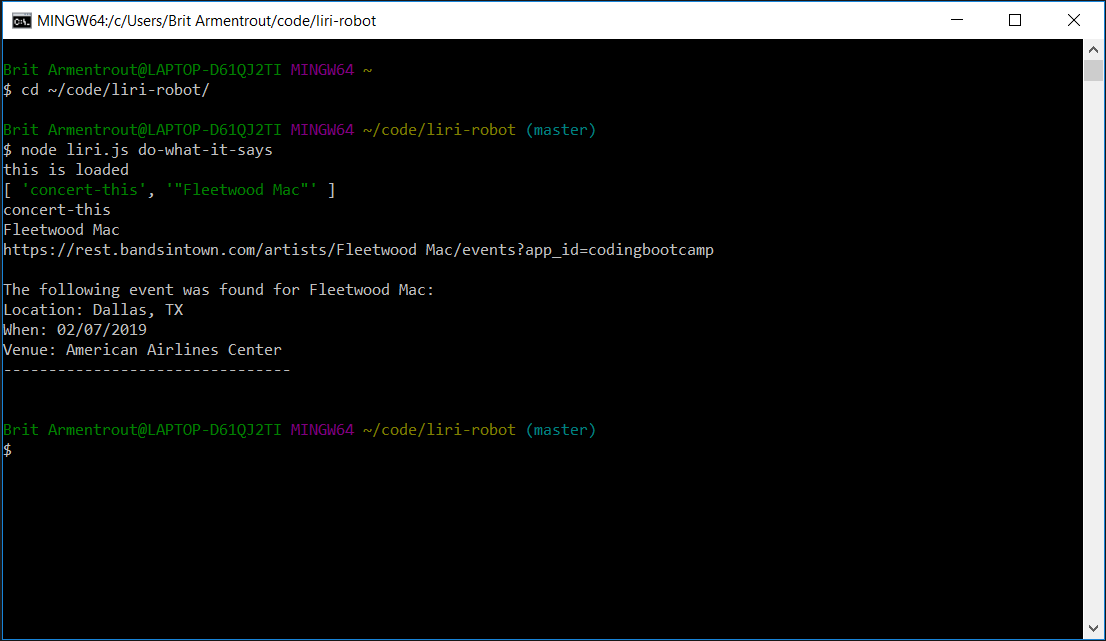 MINGW64:/c/Users/Brit Armentrout/code/liri-robot
Brit Armentrout@LAPTOP-D61QJ2TI MINGW64 ~
$ cd ~/code/liri-robot/
Brit Armentrout@LAPTOP-D61QJ2TI MINGW64 ~/code/liri-robot (master)
$ node liri.js do-what-it-says
this is loaded
[ 'concert-this', '"Fleetwood Mac"' ]
concert-this
Fleetwood Mac
https://rest.bandsintown.com/artists/Fleetwood Mac/events?app_id=codingbootcamp
The following event was found for Fleetwood Mac:
Location: Dallas, TX
When: 02/07/2019
Venue: American Airlines Center
--------------------------------
Brit Armentrout@LAPTOP-D61QJ2TI MINGW64 ~/code/liri-robot (master)
$